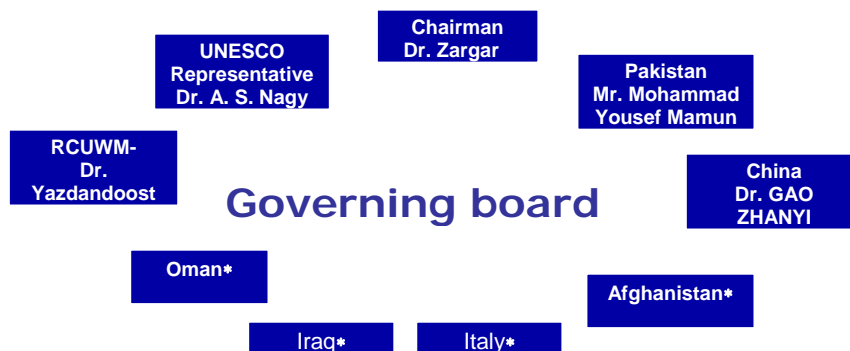 Chairman
Dr. Zargar
UNESCO
Representative
Dr. A. S. Nagy
Pakistan
Mr. Mohammad
Yousef Mamun
RCUWM-
Dr.
Yazdandoost
China
Dr. GAO
ZHANYI
Governing board
Oman*
Afghanistan*
Iraq*
Italy*